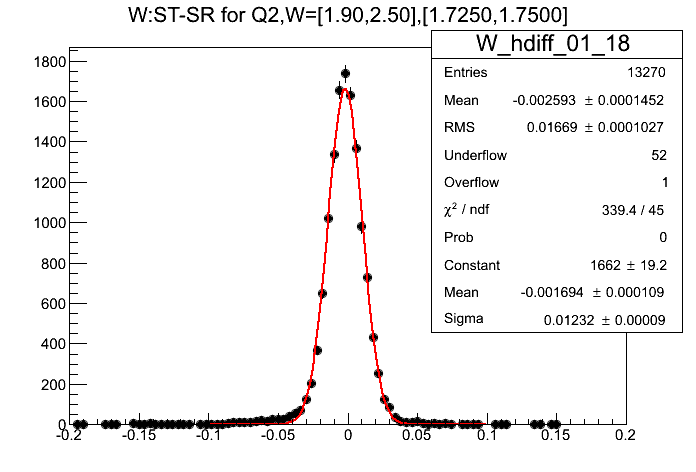 W:ST-SR for Q2,W=[1.90,2.50],[1.7250,1.7500]
W_hdiff_01_18
Entries 13270
Mean -0.002593 ± 0.0001452
RMS 0.01669 ± 0.0001027
Underflow 52
Overflow 1
χ² / ndf 339.4 / 45
Prob 0
Constant 1662 ± 19.2
Mean -0.001694 ± 0.000109
Sigma 0.01232 ± 0.00009
1800
1600
1400
1200
1000
800
600
400
200
0
-0.2 -0.15 -0.1 -0.05 0 0.05 0.1 0.15 0.2